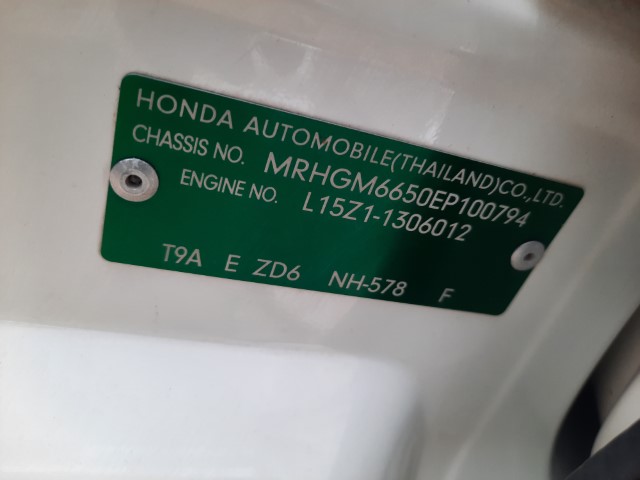 HONDA AUTOMOBILE(THAILAND)CO.,LTD.
CHASSIS NO. MRHGM6650EP100794
ENGINE NO. L15Z1-1306012
T9A E ZD6 NH-578 F